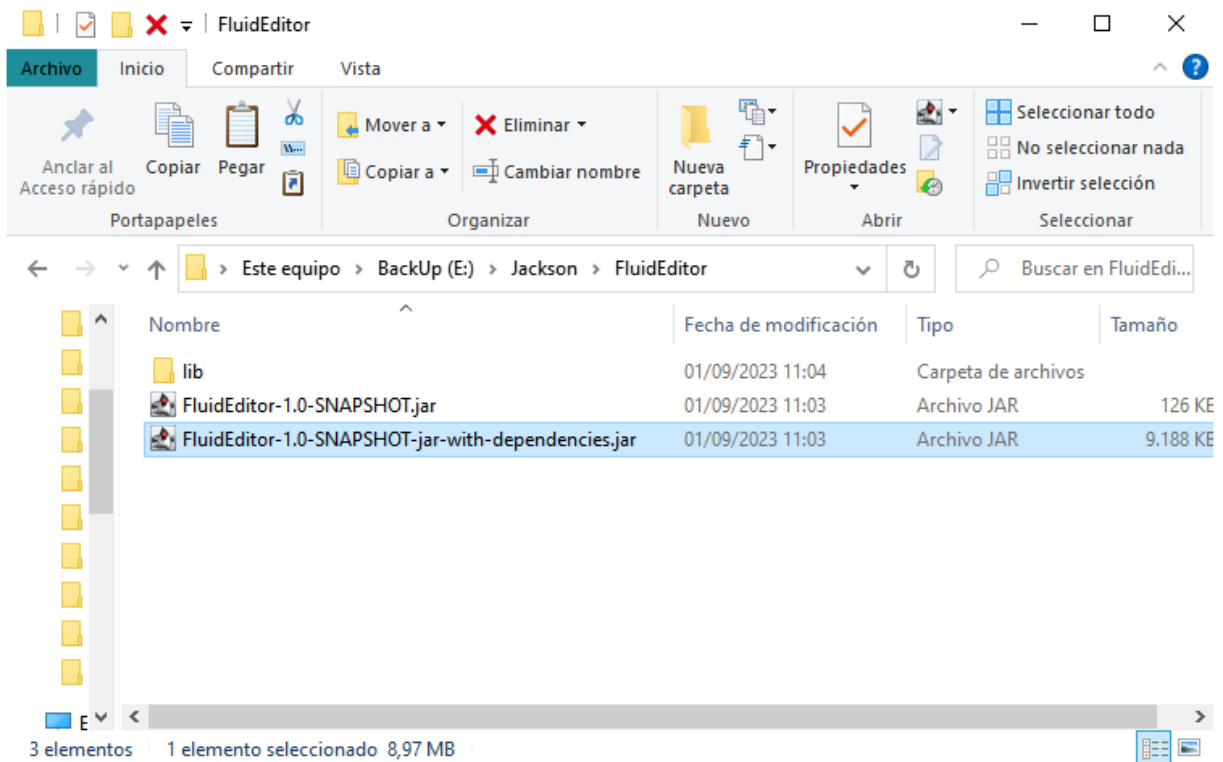 FluidEditor
Archivo Inicio Compartir Vista
Anclar al
Acceso rápido
Copiar
Pegar
Mover a
Copiar a
Eliminar
Cambiar nombre
Nueva
carpeta
Propiedades
Seleccionar todo
No seleccionar nada
Invertir selección
Portapapeles Organizar Nuevo Abrir Seleccionar
Este equipo > BackUp (E:) > Jackson > FluidEditor
Buscar en FluidEdi...
Nombre Fecha de modificación Tipo Tamaño
lib 01/09/2023 11:04 Carpeta de archivos
FluidEditor-1.0-SNAPSHOT.jar 01/09/2023 11:03 Archivo JAR 126 KB
FluidEditor-1.0-SNAPSHOT-jar-with-dependencies.jar 01/09/2023 11:03 Archivo JAR 9.188 KB
E
3 elementos 1 elemento seleccionado 8,97 MB